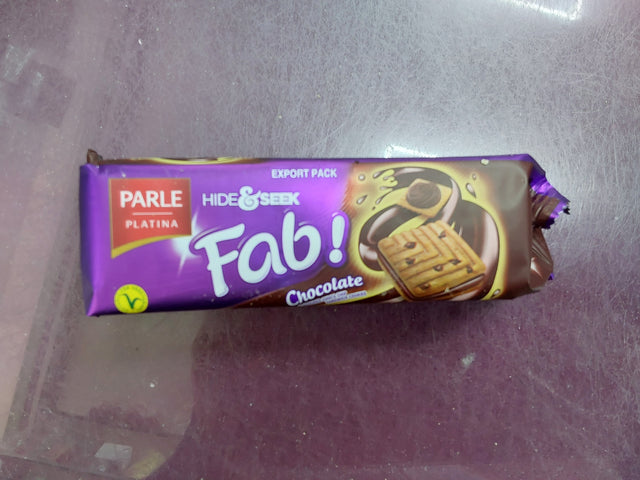 EXPORT PACK
PARLE
PLATINA
HIDE & SEEK
Fab!
Chocolate